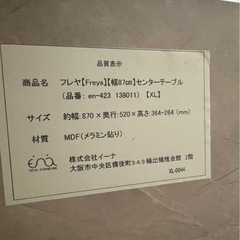 品質表示
商品名：フレヤ【Freya】【幅87cm】センターテーブル
（品番：en-423 138011）【XL】
サイズ：約幅：870×奥行：520×高さ：364-264（mm）
材質：MDF（メラミン貼り）
ena
株式会社イーナ
大阪市中央区備後町3-4-9 輸出繊維会館 2階
XL-0044